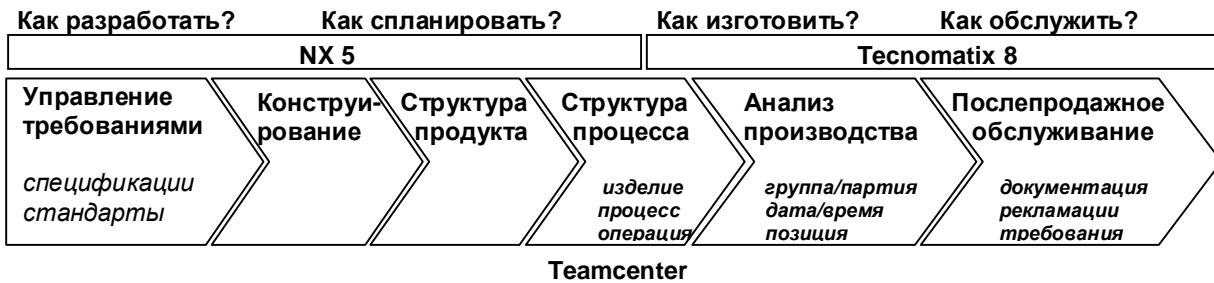 Как разработать? Как спланировать? Как изготовить? Как обслужить?
NX 5 Tecnomatix 8
Управление
требованиями
спецификации
стандарты
Конструи-
рование
Структура
продукта
Структура
процесса
изделие
процесс
операция
Анализ
производства
группа/партия
дата/время
позиция
Послепродажное
обслуживание
документация
рекламации
требования
Teamcenter